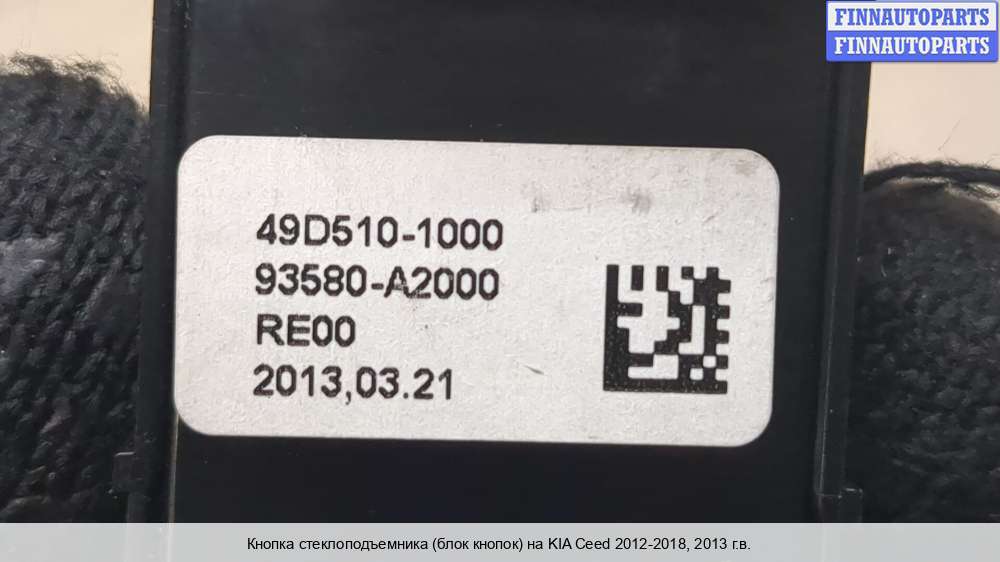 FINNAUTOPARTS
FINNAUTOPARTS
49D510-1000
93580-A2000
RE00
2013,03.21
Кнопка стеклоподъемника (блок кнопок) на KIA Ceed 2012-2018, 2013 г.в.